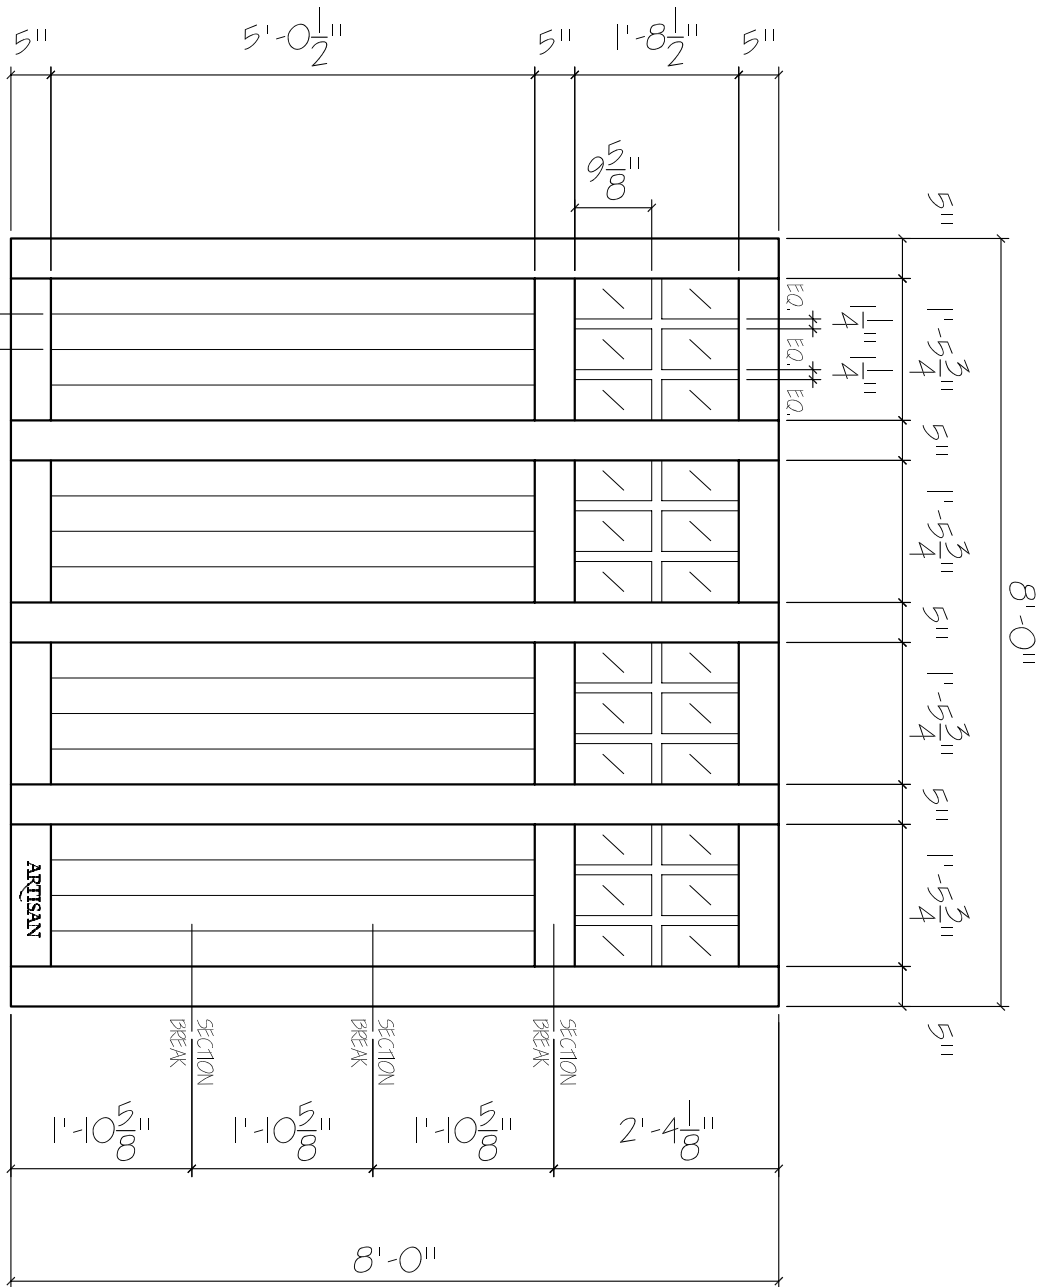 5"
5'-0 1/2"
5"
1'-8 1/2"
5"
9 5/8"
5"
1'-5 3/4"
5"
1'-5 3/4"
5"
1'-5 3/4"
5"
1'-5 3/4"
5"
8'-0"
EQ.
1 1/4"
EQ.
1 1/4"
EQ.
ARTISAN
SECTION
BREAK
SECTION
BREAK
SECTION
BREAK
1'-10 5/8"
1'-10 5/8"
1'-10 5/8"
2'-4 1/8"
8'-0"